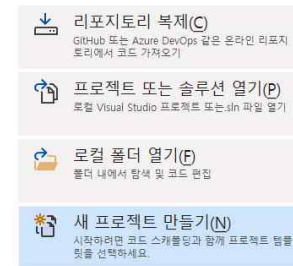 리포지토리 복제(C)
GitHub 또는 Azure DevOps 같은 온라인 리포지
토리에서 코드 가져오기
프로젝트 또는 솔루션 열기(P)
로컬 Visual Studio 프로젝트 또는.sln 파일 열기
로컬 폴더 열기(F)
폴더 내에서 탐색 및 코드 편집
새 프로젝트 만들기(N)
시작하려면 코드 스캐폴딩과 함께 프로젝트 템플
릿을 선택하세요.